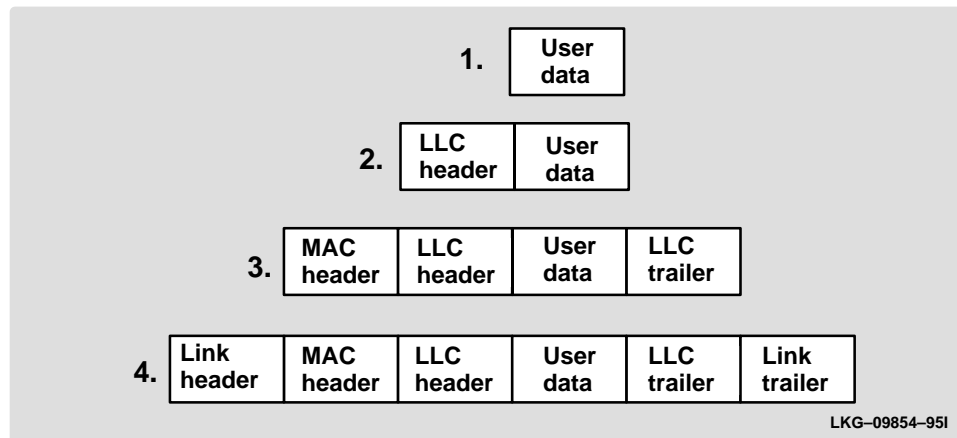 1. User data
2. LLC header User data
3. MAC header LLC header User data LLC trailer
4. Link header MAC header LLC header User data LLC trailer Link trailer
LKG–09854–95I